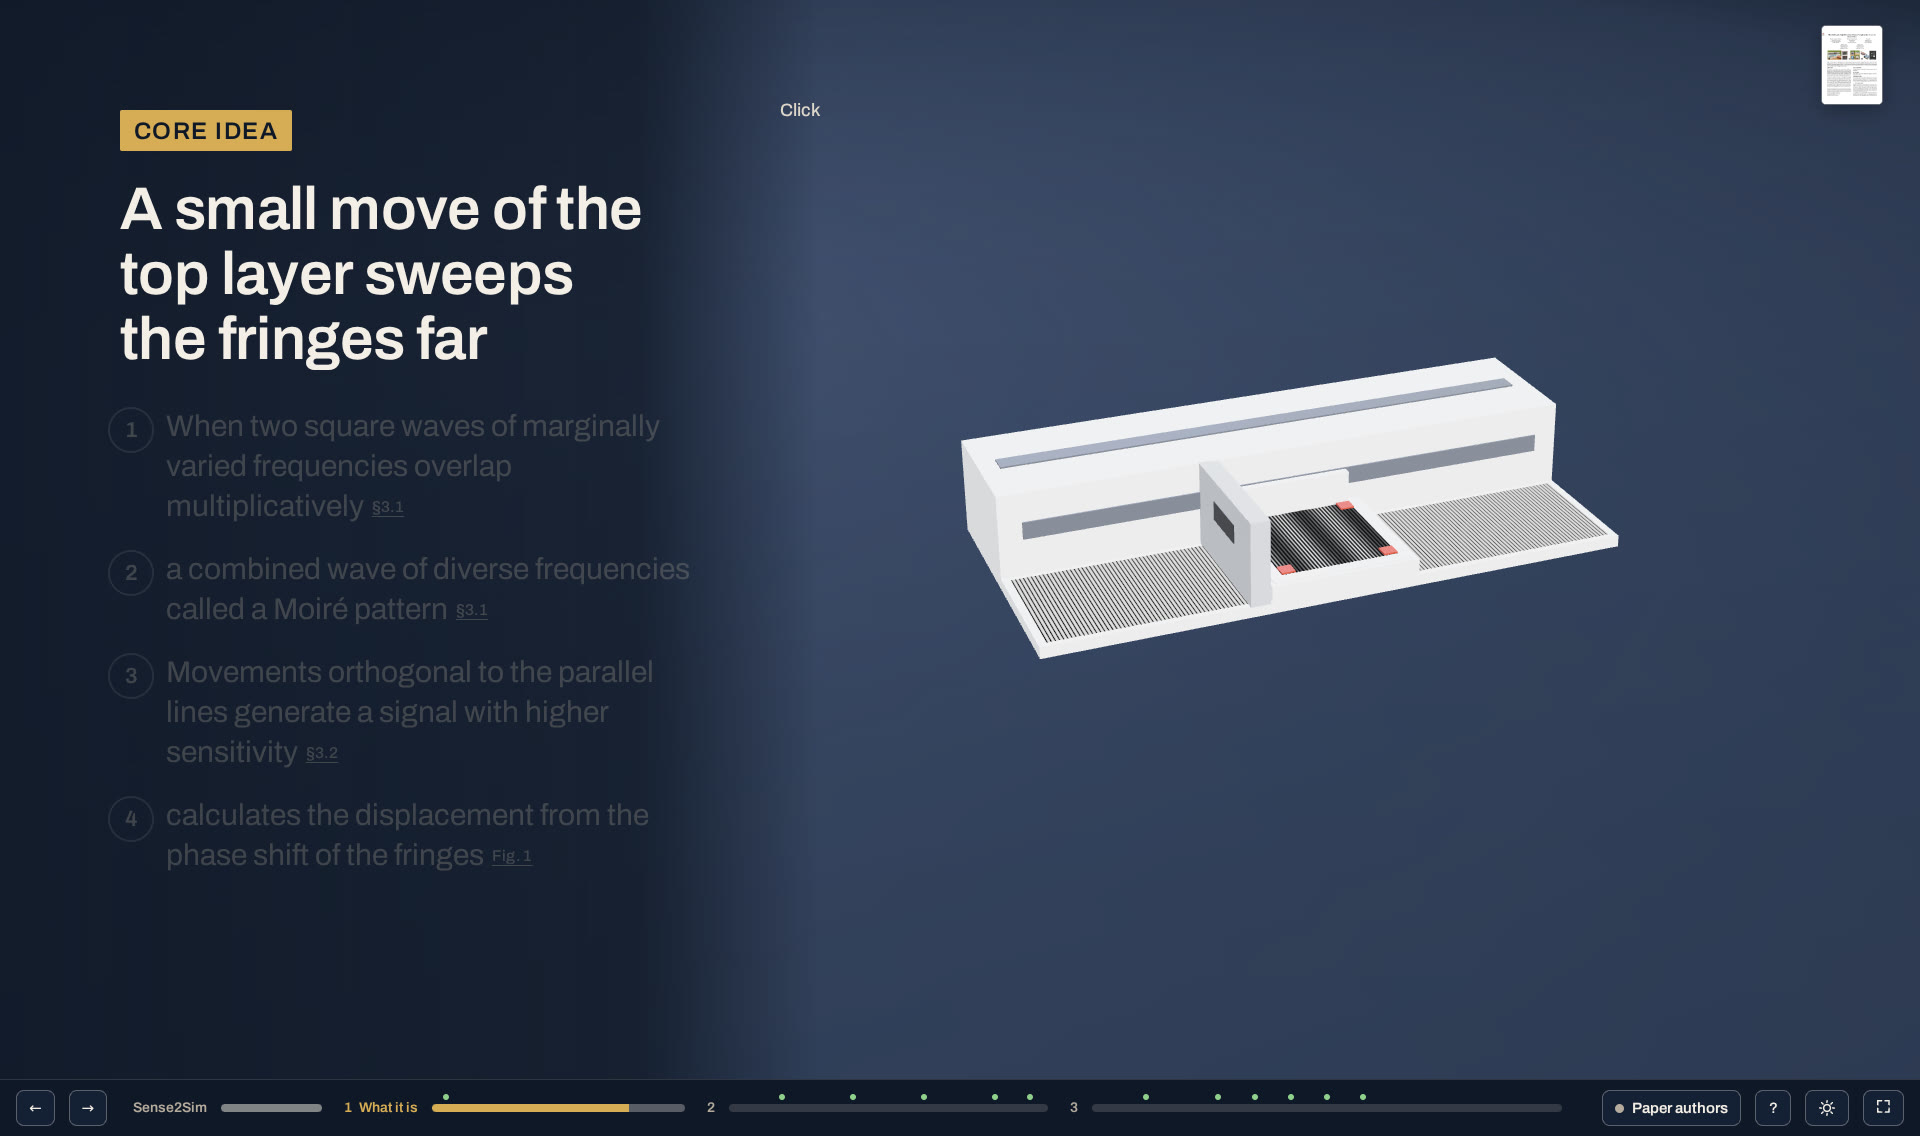 CORE IDEA
A small move of the
top layer sweeps
the fringes far
1 When two square waves of marginally
varied frequencies overlap
multiplicatively §3.1
2 a combined wave of diverse frequencies
called a Moiré pattern §3.1
3 Movements orthogonal to the parallel
lines generate a signal with higher
sensitivity §3.2
4 calculates the displacement from the
phase shift of the fringes Fig. 1
Click
← → Sense2Sim 1 What it is 2 3 Paper authors ?